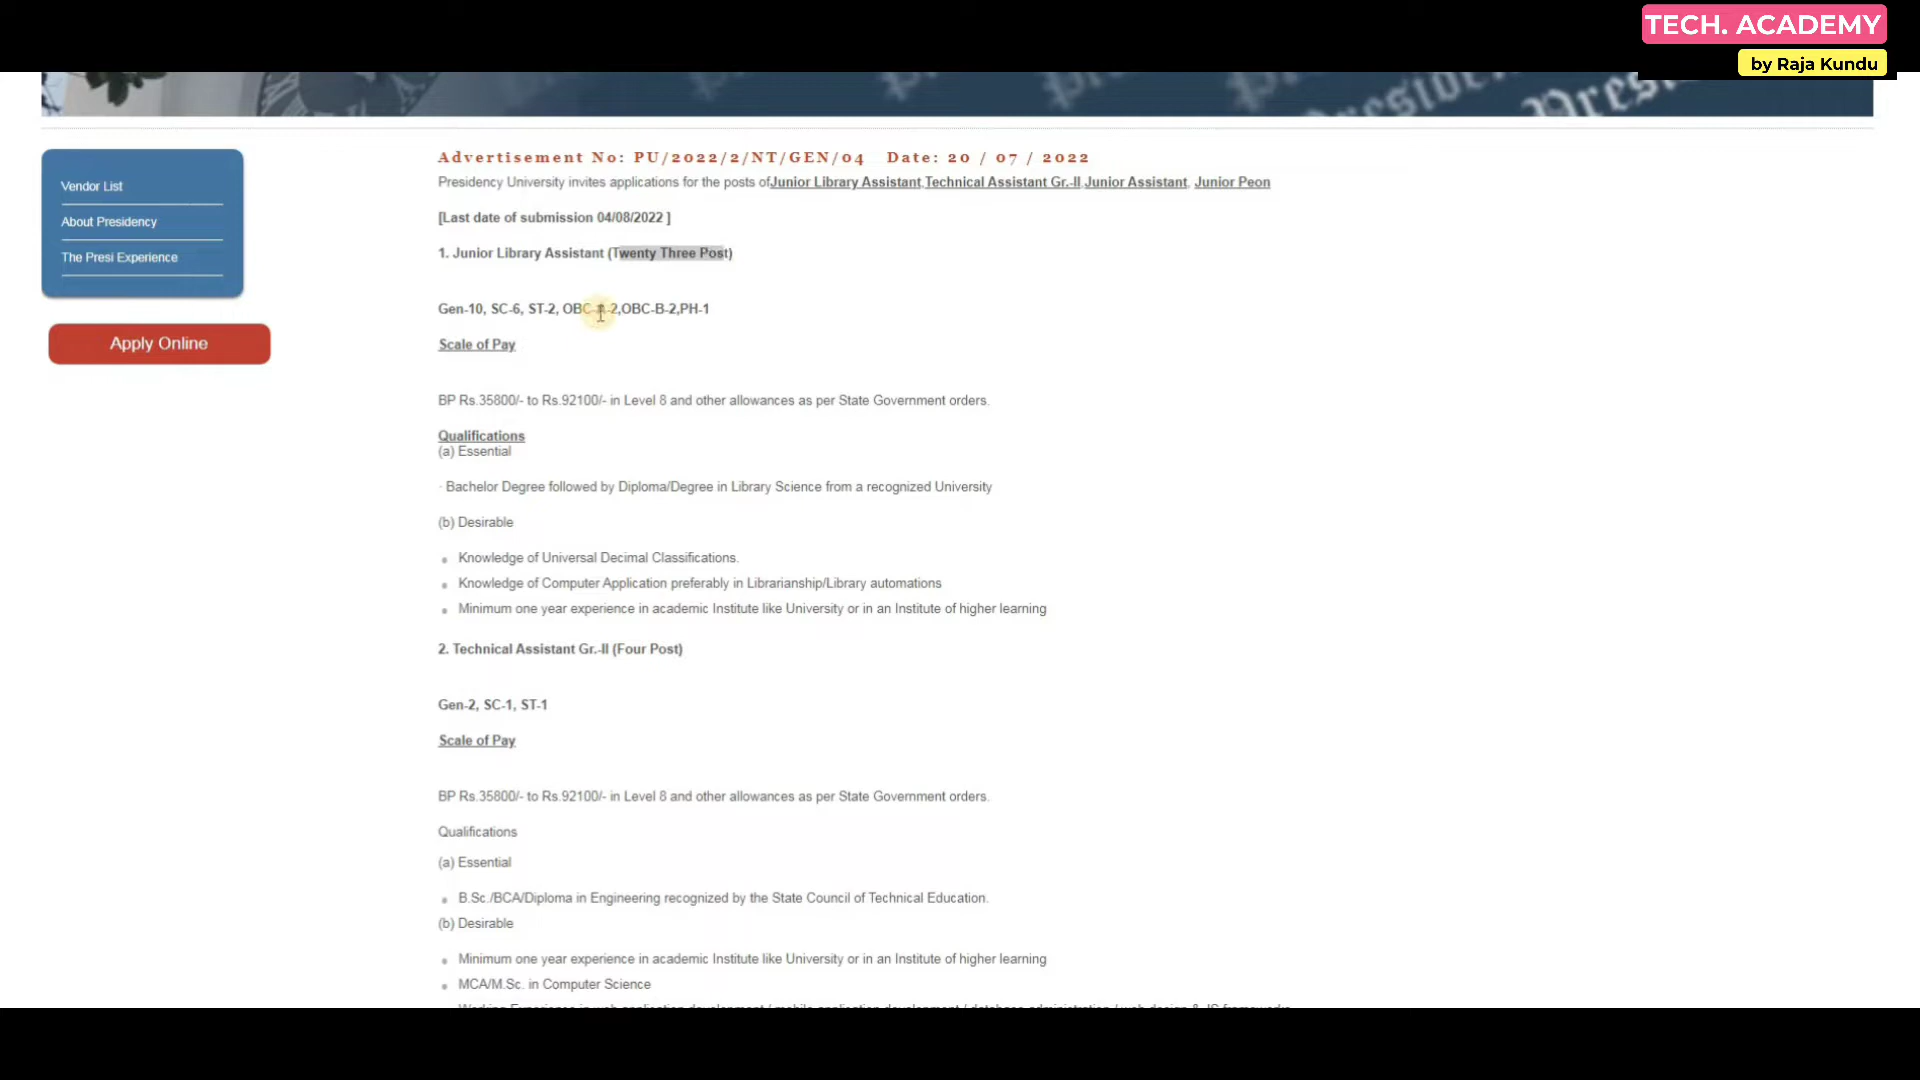 TECH. ACADEMY
by Raja Kundu
Vendor List
About Presidency
The Presi Experience
Apply Online
Advertisement No: PU/2022/2/NT/GEN/04 Date: 20 / 07 / 2022
Presidency University invites applications for the posts ofJunior Library Assistant,Technical Assistant Gr.-II,Junior Assistant, Junior Peon
[Last date of submission 04/08/2022 ]
1. Junior Library Assistant (Twenty Three Post)
Gen-10, SC-6, ST-2, OBC-A-2,OBC-B-2,PH-1
Scale of Pay
BP Rs.35800/- to Rs.92100/- in Level 8 and other allowances as per State Government orders.
Qualifications
(a) Essential
· Bachelor Degree followed by Diploma/Degree in Library Science from a recognized University
(b) Desirable
Knowledge of Universal Decimal Classifications.
Knowledge of Computer Application preferably in Librarianship/Library automations
Minimum one year experience in academic Institute like University or in an Institute of higher learning
2. Technical Assistant Gr.-II (Four Post)
Gen-2, SC-1, ST-1
Scale of Pay
BP Rs.35800/- to Rs.92100/- in Level 8 and other allowances as per State Government orders.
Qualifications
(a) Essential
B.Sc./BCA/Diploma in Engineering recognized by the State Council of Technical Education.
(b) Desirable
Minimum one year experience in academic Institute like University or in an Institute of higher learning
MCA/M.Sc. in Computer Science